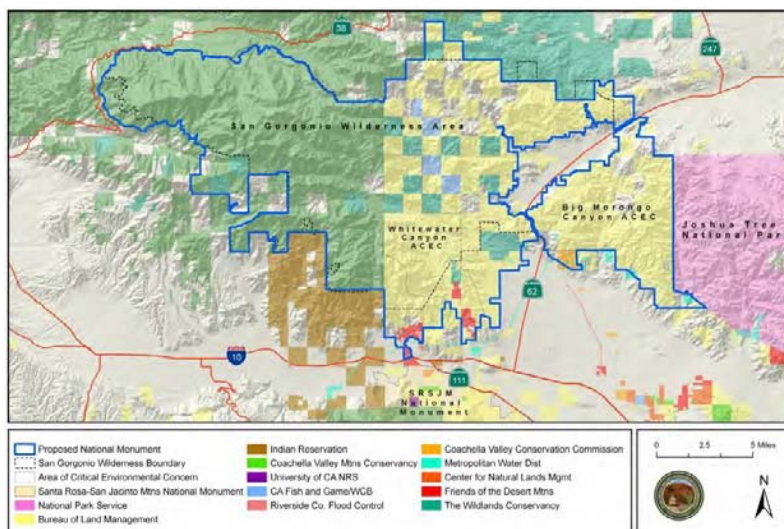 38
247
San Gorgonio Wilderness Area
Big Morongo
Canyon ACEC
Joshua Tree
National Par
Whitewater
Canyon
ACEC
62
10
111
SRSJM
National
Monument
Proposed National Monument
San Gorgonio Wilderness Boundary
Area of Critical Environmental Concern
Santa Rosa-San Jacinto Mtns National Monument
National Park Service
Bureau of Land Management
Indian Reservation
Coachella Valley Mtns Conservancy
University of CA NRS
CA Fish and Game/WCB
Riverside Co. Flood Control
Coachella Valley Conservation Commission
Metropolitan Water Dist
Center for Natural Lands Mgmt
Friends of the Desert Mtns
The Wildlands Conservancy
0 2.5 5 Miles
N